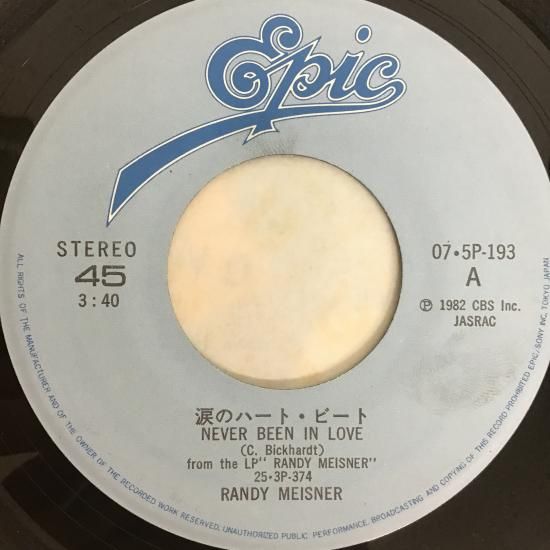 Epic
STEREO
45
3:40
07・5P-193
A
Ⓟ 1982 CBS Inc.
JASRAC
涙のハート・ビート
NEVER BEEN IN LOVE
(C. Bickhardt)
from the LP" RANDY MEISNER"
25・3P-374
RANDY MEISNER
ALL RIGHTS OF THE MANUFACTURER AND OF THE OWNER OF THE RECORDED WORK RESERVED. UNAUTHORIZED PUBLIC PERFORMANCE, BROADCASTING AND COPYING OF THIS RECORD PROHIBITED EPIC/SONY INC. TOKYO JAPAN